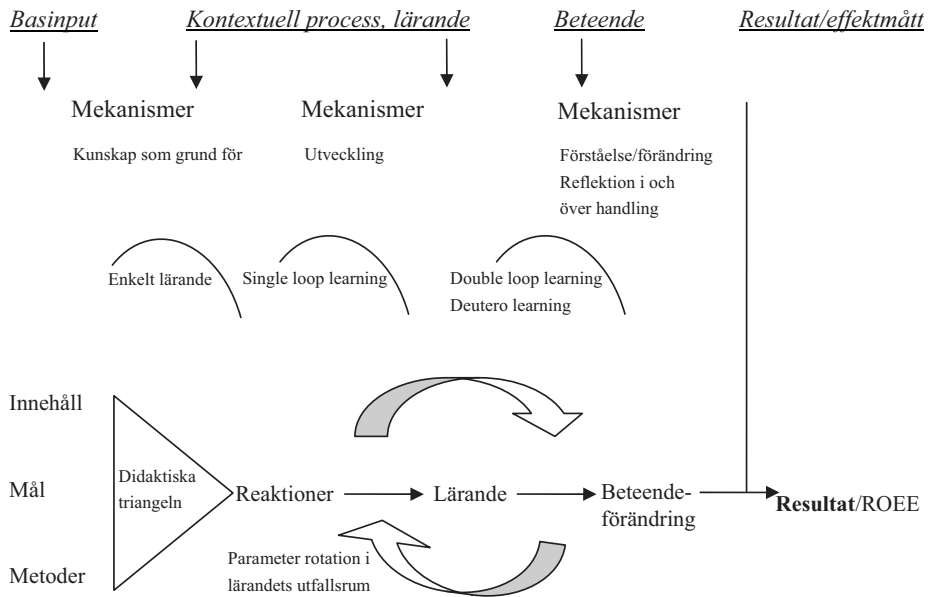 Basinput
Kontextuell process, lärande
Beteende
Resultat/effektmått
Mekanismer
Mekanismer
Mekanismer
Kunskap som grund för
Utveckling
Förståelse/förändring
Reflektion i och
över handling
Enkelt lärande
Single loop learning
Double loop learning
Deutero learning
Innehåll
Mål
Metoder
Didaktiska
triangeln
Reaktioner
Lärande
Beteende-
förändring
Resultat/ROEE
Parameter rotation i
lärandets utfallsrum